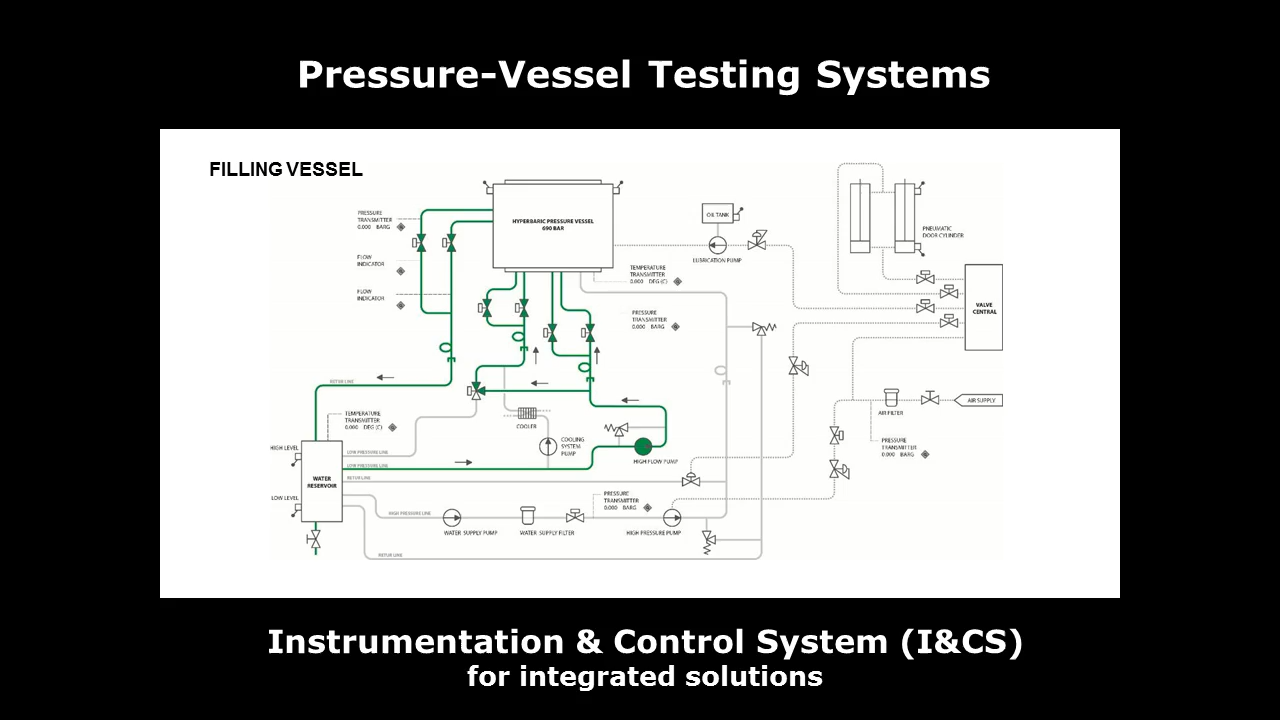 Pressure-Vessel Testing Systems
FILLING VESSEL
PRESSURE
TRANSMITTER
0.000 BARG
FLOW
INDICATOR
FLOW
INDICATOR
HYPERBARIC PRESSURE VESSEL
690 BAR
OIL TANK
LUBRICATION PUMP
PNEUMATIC
DOOR CYLINDER
TEMPERATURE
TRANSMITTER
0.000 DEG (C)
PRESSURE
TRANSMITTER
0.000 BARG
VALVE
CENTRAL
RETUR LINE
TEMPERATURE
TRANSMITTER
0.000 DEG (C)
COOLER
COOLING
SYSTEM
PUMP
AIR FILTER
AIR SUPPLY
PRESSURE
TRANSMITTER
0.000 BARG
HIGH LEVEL
LOW PRESSURE LINE
LOW PRESSURE LINE
HIGH FLOW PUMP
WATER
RESERVOIR
RETUR LINE
LOW LEVEL
PRESSURE
TRANSMITTER
0.000 BARG
HIGH PRESSURE LINE
WATER SUPPLY PUMP
WATER SUPPLY FILTER
HIGH PRESSURE PUMP
RETUR LINE
Instrumentation & Control System (I&CS)
for integrated solutions